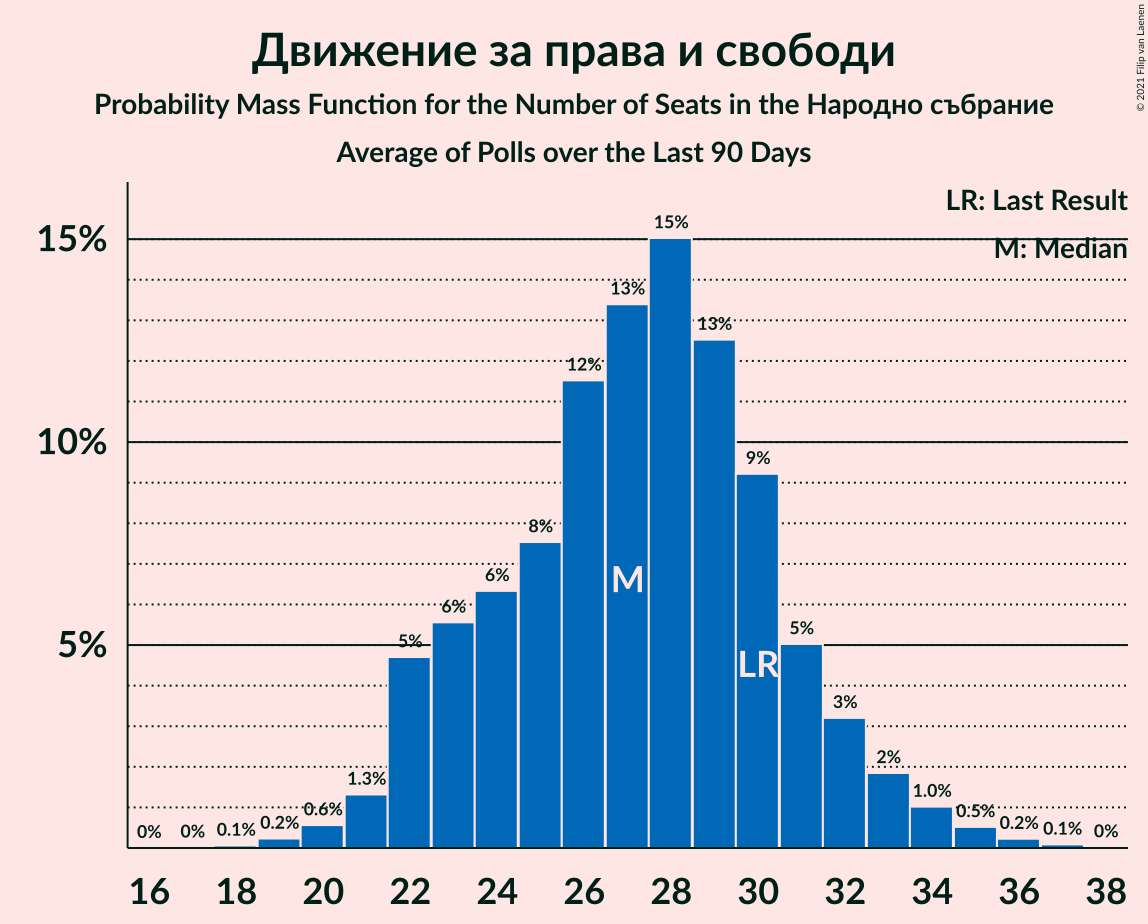 Движение за права и свободи
Probability Mass Function for the Number of Seats in the Народно събрание
Average of Polls over the Last 90 Days
© 2021 Filip van Laenen
LR: Last Result
M: Median
15%
10%
5%
0%
0%
0.1%
0.2%
0.6%
1.3%
5%
6%
6%
8%
12%
13%
15%
13%
9%
5%
3%
2%
1.0%
0.5%
0.2%
0.1%
0%
M
LR
16 18 20 22 24 26 28 30 32 34 36 38